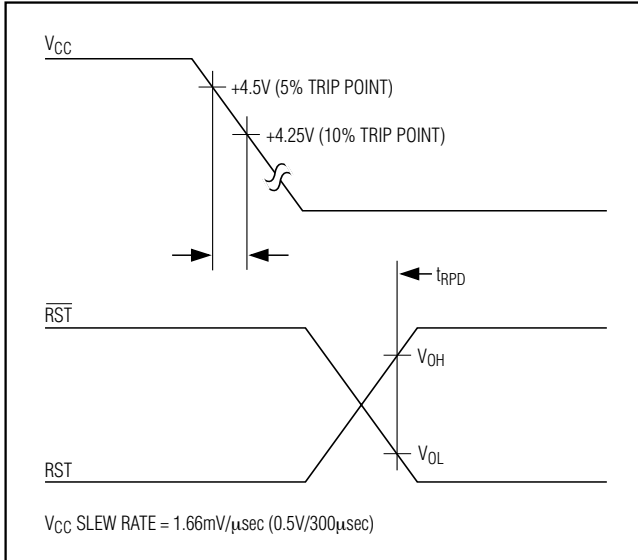 VCC
+4.5V (5% TRIP POINT)
+4.25V (10% TRIP POINT)
tRPD
R̅S̅T̅
VOH
VOL
RST
VCC SLEW RATE = 1.66mV/μsec (0.5V/300μsec)